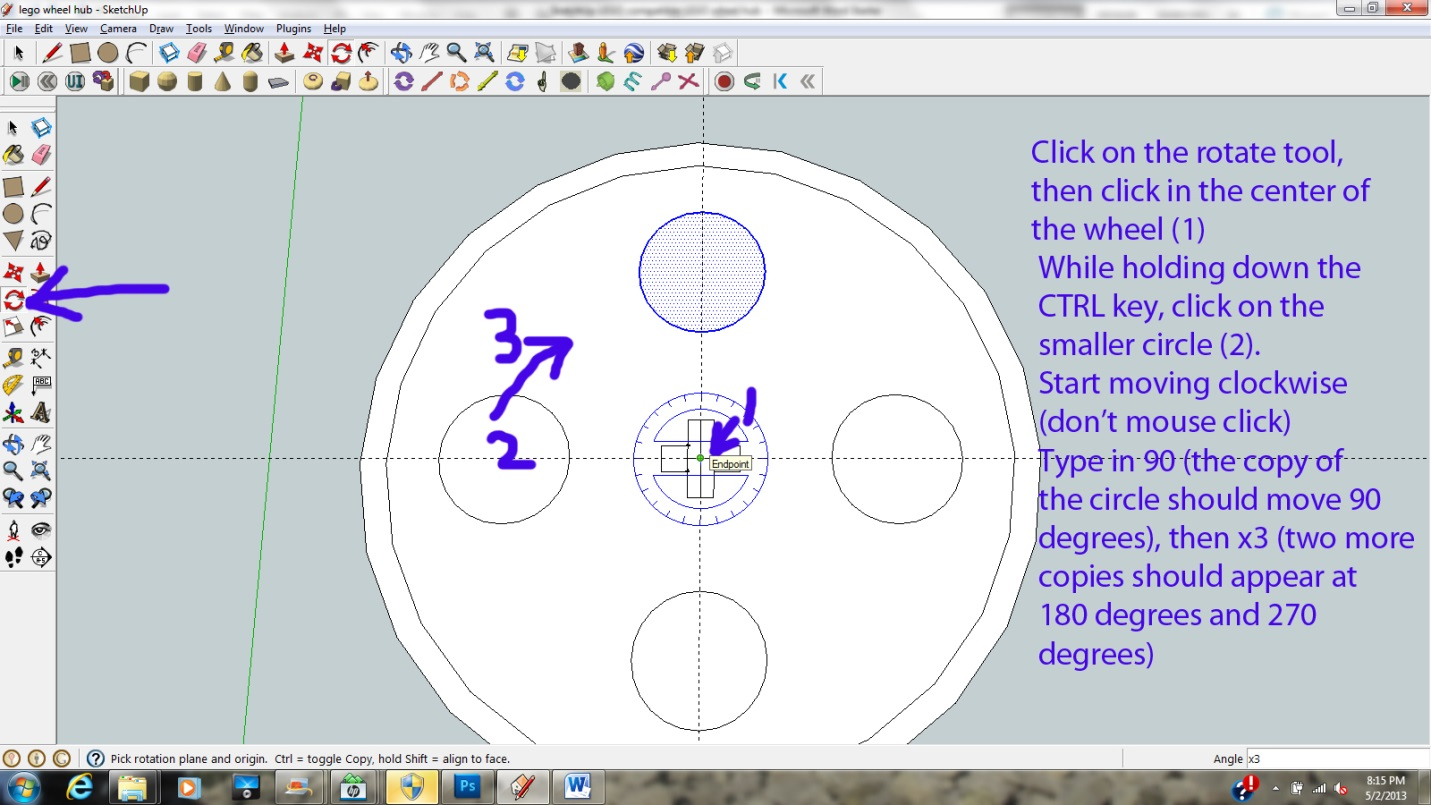 lego wheel hub - SketchUp
File Edit View Camera Draw Tools Window Plugins Help
UI
ABC
3
2
1
Endpoint
Click on the rotate tool,
then click in the center of
the wheel (1)
While holding down the
CTRL key, click on the
smaller circle (2).
Start moving clockwise
(don't mouse click)
Type in 90 (the copy of
the circle should move 90
degrees), then x3 (two more
copies should appear at
180 degrees and 270
degrees)
Pick rotation plane and origin. Ctrl = toggle Copy, hold Shift = align to face.
Angle x3
hp
Ps
W
8:15 PM
5/2/2013